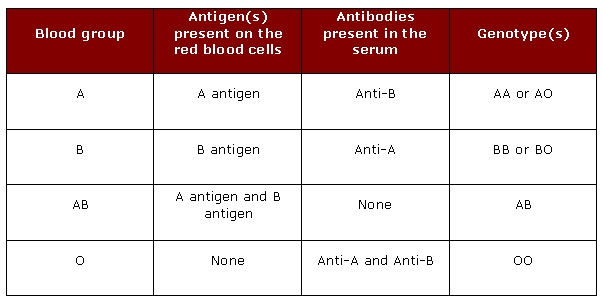 Blood group
Antigen(s)
present on the
red blood cells
Antibodies
present in the
serum
Genotype(s)
A
A antigen
Anti-B
AA or AO
B
B antigen
Anti-A
BB or BO
AB
A antigen and B
antigen
None
AB
O
None
Anti-A and Anti-B
OO